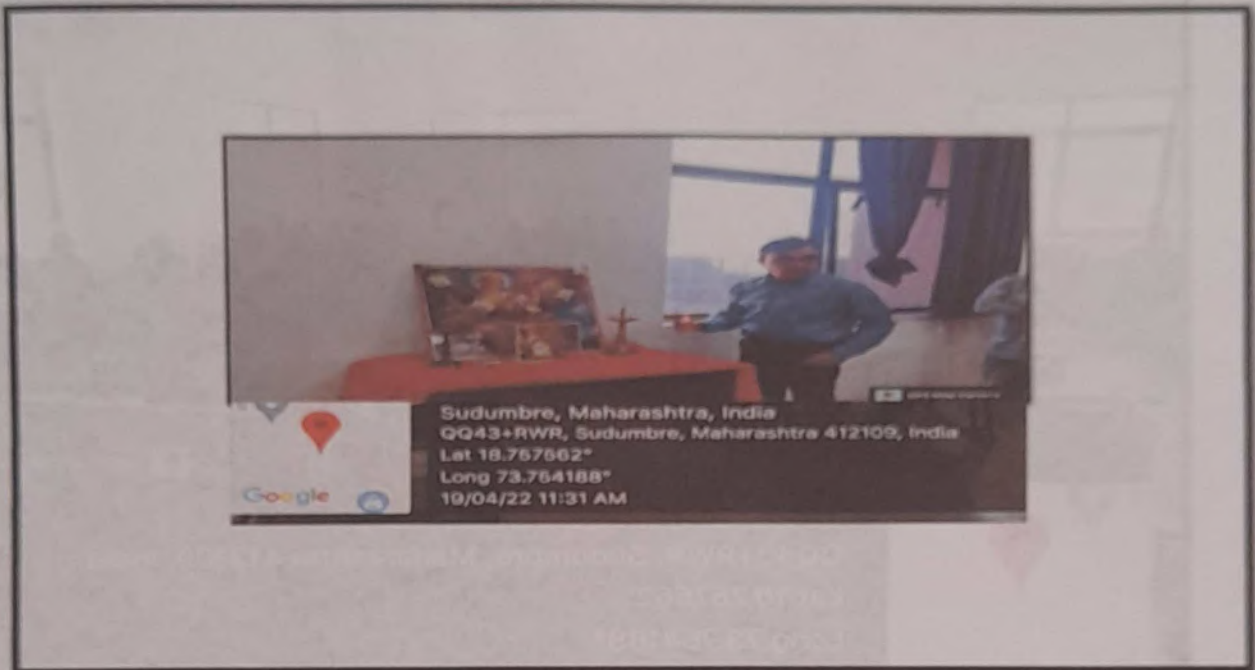 Sudumbre, Maharashtra, India
QQ43+RWR, Sudumbre, Maharashtra 412109, India
Lat 18.757562°
Long 73.754188°
19/04/22 11:31 AM
Google